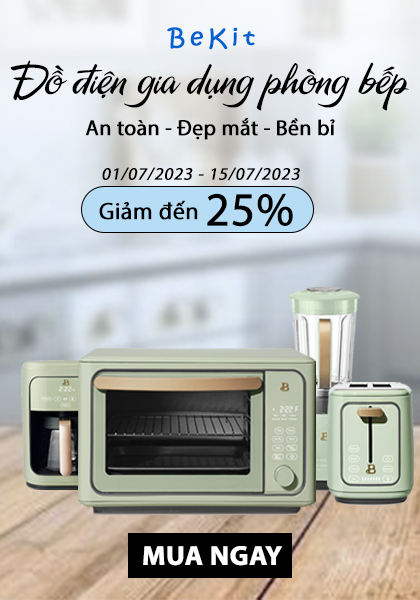 BeKit
Đồ điện gia dụng phòng bếp
An toàn - Đẹp mắt - Bền bỉ
01/07/2023 - 15/07/2023
Giảm đến 25%
MUA NGAY